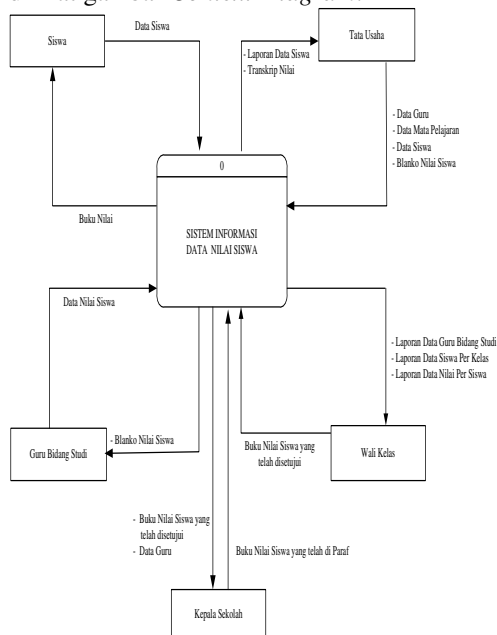 Siswa
Data Siswa
- Laporan Data Siswa
- Transkrip Nilai
Tata Usaha
- Data Guru
- Data Mata Pelajaran
- Data Siswa
- Blanko Nilai Siswa
0
SISTEM INFORMASI
DATA NILAI SISWA
Buku Nilai
Data Nilai Siswa
- Laporan Data Guru Bidang Studi
- Laporan Data Siswa Per Kelas
- Laporan Data Nilai Per Siswa
Guru Bidang Studi
- Blanko Nilai Siswa
Buku Nilai Siswa yang
telah disetujui
Wali Kelas
- Buku Nilai Siswa yang
telah disetujui
- Data Guru
Buku Nilai Siswa yang telah di Paraf
Kepala Sekolah